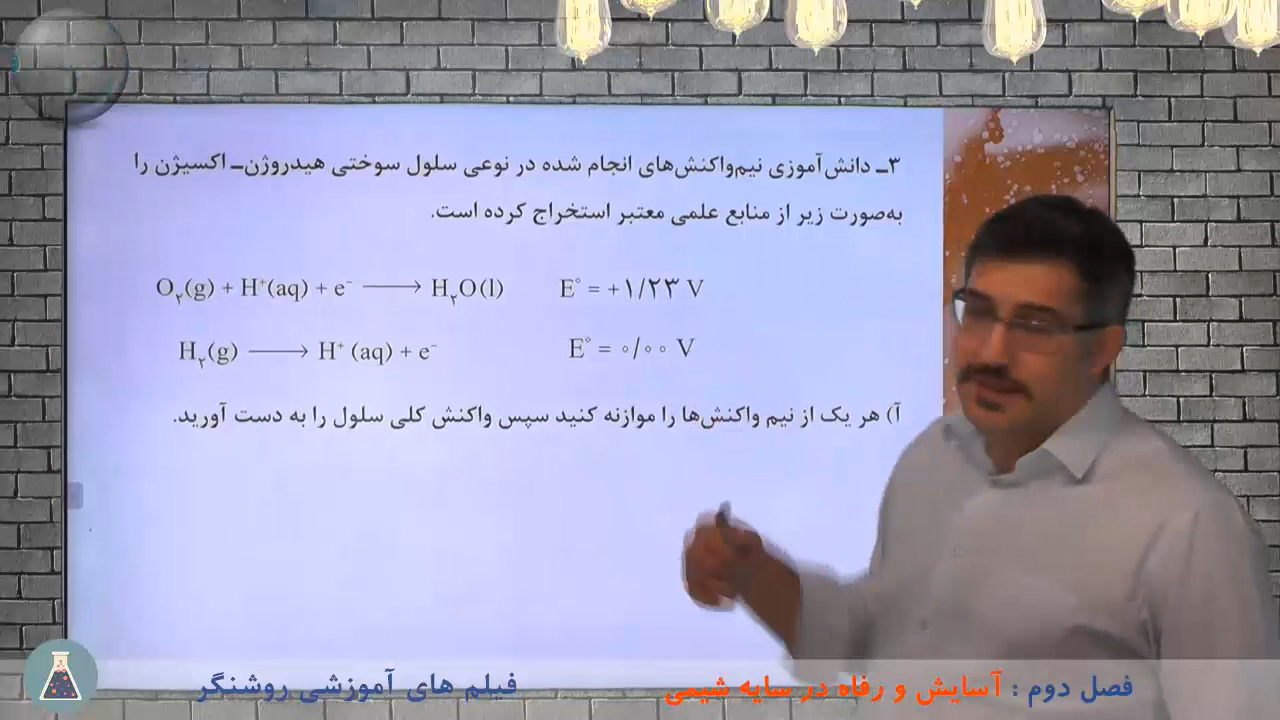 ۳ـ دانش‌آموزی نیم‌واکنش‌های انجام شده در نوعی سلول سوختی هیدروژن‌ـ اکسیژن را
به‌صورت زیر از منابع علمی معتبر استخراج کرده است.
O₂(g) + H⁺(aq) + e⁻ ⟶ H₂O(l) E° = +۱/۲۳ V
H₂(g) ⟶ H⁺ (aq) + e⁻ E° = ۰/۰۰ V
آ) هر یک از نیم واکنش‌ها را موازنه کنید سپس واکنش کلی سلول را به دست آورید.
فصل دوم : آسایش و رفاه در سایه شیمی
فیلم های آموزشی روشنگر